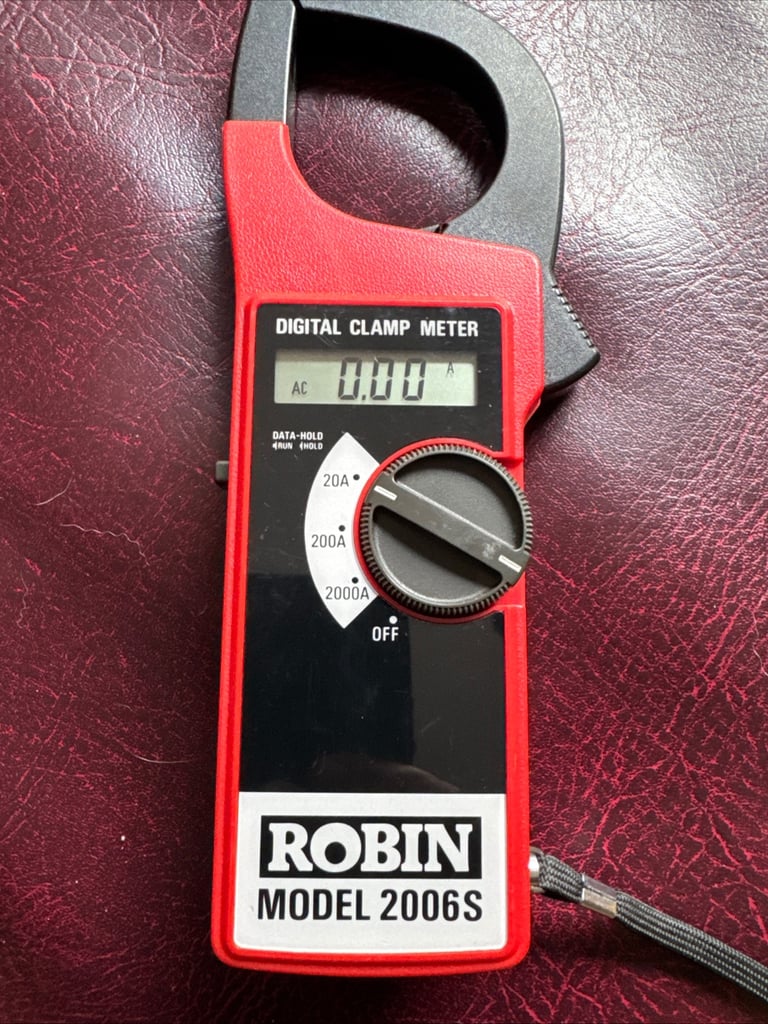 DIGITAL CLAMP METER
AC 0.00 A
DATA-HOLD
RUN HOLD
20A
200A
2000A
OFF
ROBIN
MODEL 2006S